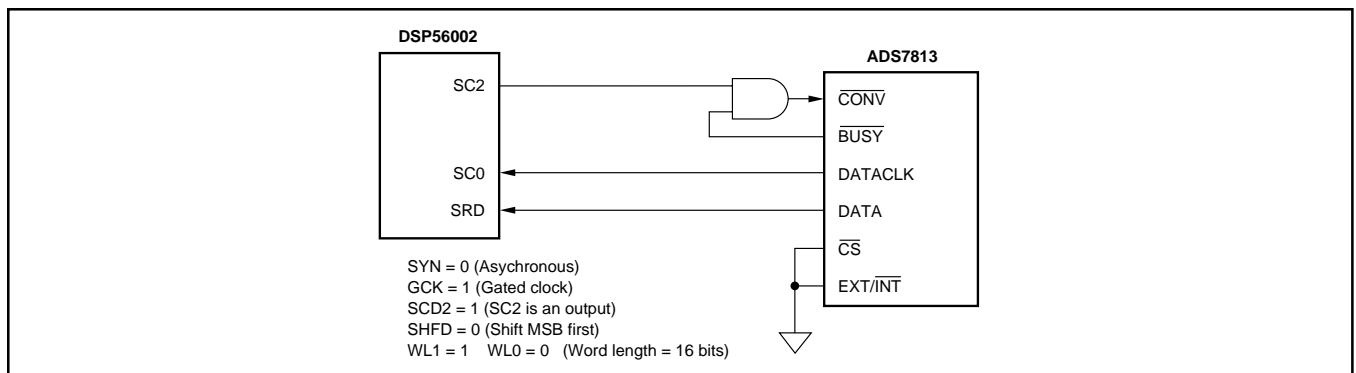 DSP56002
ADS7813
SC2
CONV
BUSY
SC0
DATACLK
SRD
DATA
CS
EXT/INT
SYN = 0 (Asychronous)
GCK = 1 (Gated clock)
SCD2 = 1 (SC2 is an output)
SHFD = 0 (Shift MSB first)
WL1 = 1 WL0 = 0 (Word length = 16 bits)